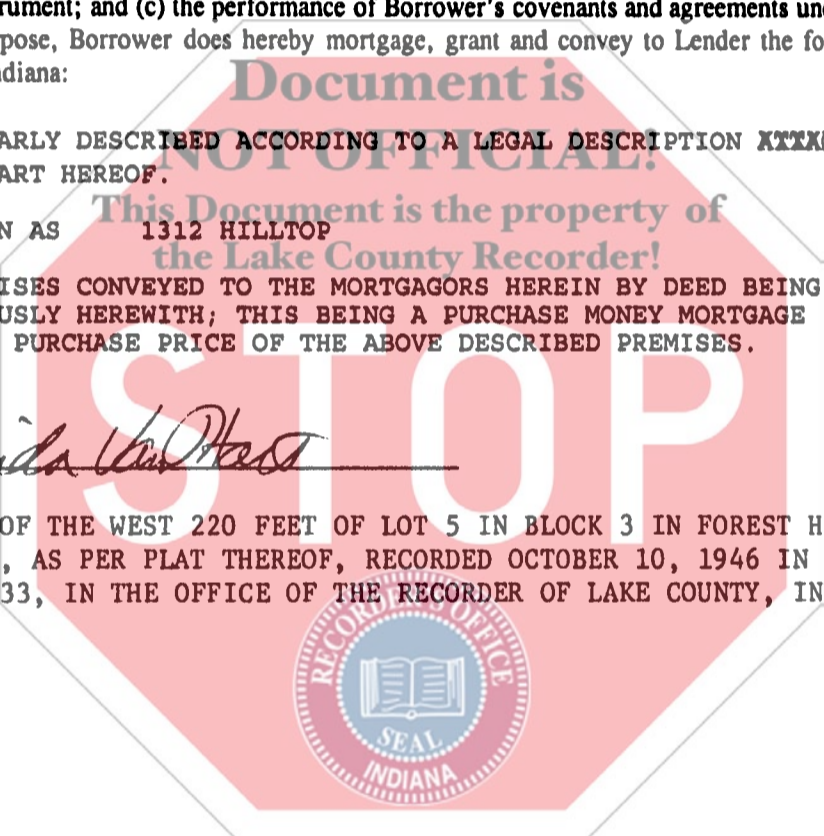 rument; and (c) the performance of Borrower's covenants and agreements un
pose, Borrower does hereby mortgage, grant and convey to Lender the fo
ndiana:
Document is
ARLY DESCRIBED ACCORDING TO A LEGAL DESCRIPTION
NOT OFFICIAL!
ART HEREOF.
This Document is the property of
N AS 1312 HILLTOP
the Lake County Recorder!
ISES CONVEYED TO THE MORTGAGORS HEREIN BY DEED BEING
USLY HEREWITH; THIS BEING A PURCHASE MONEY MORTGAGE
PURCHASE PRICE OF THE ABOVE DESCRIBED PREMISES.
STOP
OF THE WEST 220 FEET OF LOT 5 IN BLOCK 3 IN FOREST H
, AS PER PLAT THEREOF, RECORDED OCTOBER 10, 1946 IN
33, IN THE OFFICE OF THE RECORDER OF LAKE COUNTY, IN
RECORDER'S OFFICE
SEAL
INDIANA